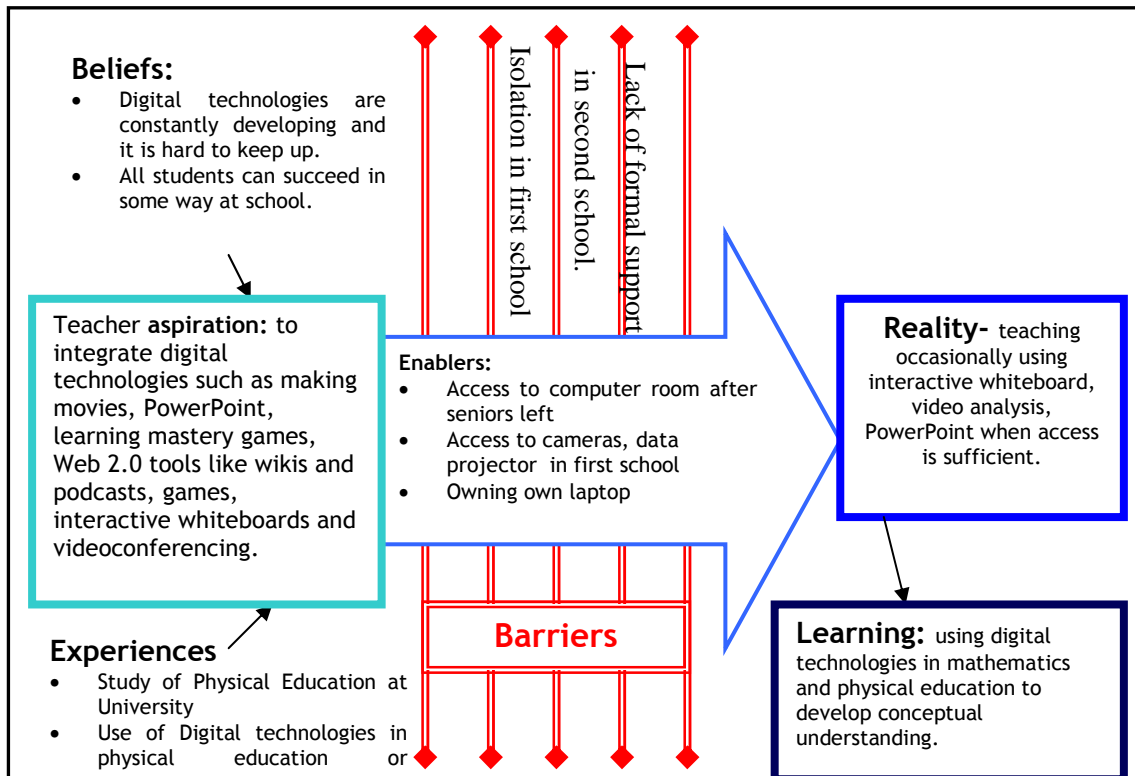 Beliefs:
• Digital technologies are
constantly developing and
it is hard to keep up.
• All students can succeed in
some way at school.
Isolation in first school
Lack of formal support
in second school.
Teacher aspiration: to
integrate digital
technologies such as making
movies, PowerPoint,
learning mastery games,
Web 2.0 tools like wikis and
podcasts, games,
interactive whiteboards and
videoconferencing.
Enablers:
• Access to computer room after
seniors left
• Access to cameras, data
projector in first school
• Owning own laptop
Reality- teaching
occasionally using
interactive whiteboard,
video analysis,
PowerPoint when access
is sufficient.
Barriers
Experiences
• Study of Physical Education at
University
• Use of Digital technologies in
physical education or
Learning: using digital
technologies in mathematics
and physical education to
develop conceptual
understanding.